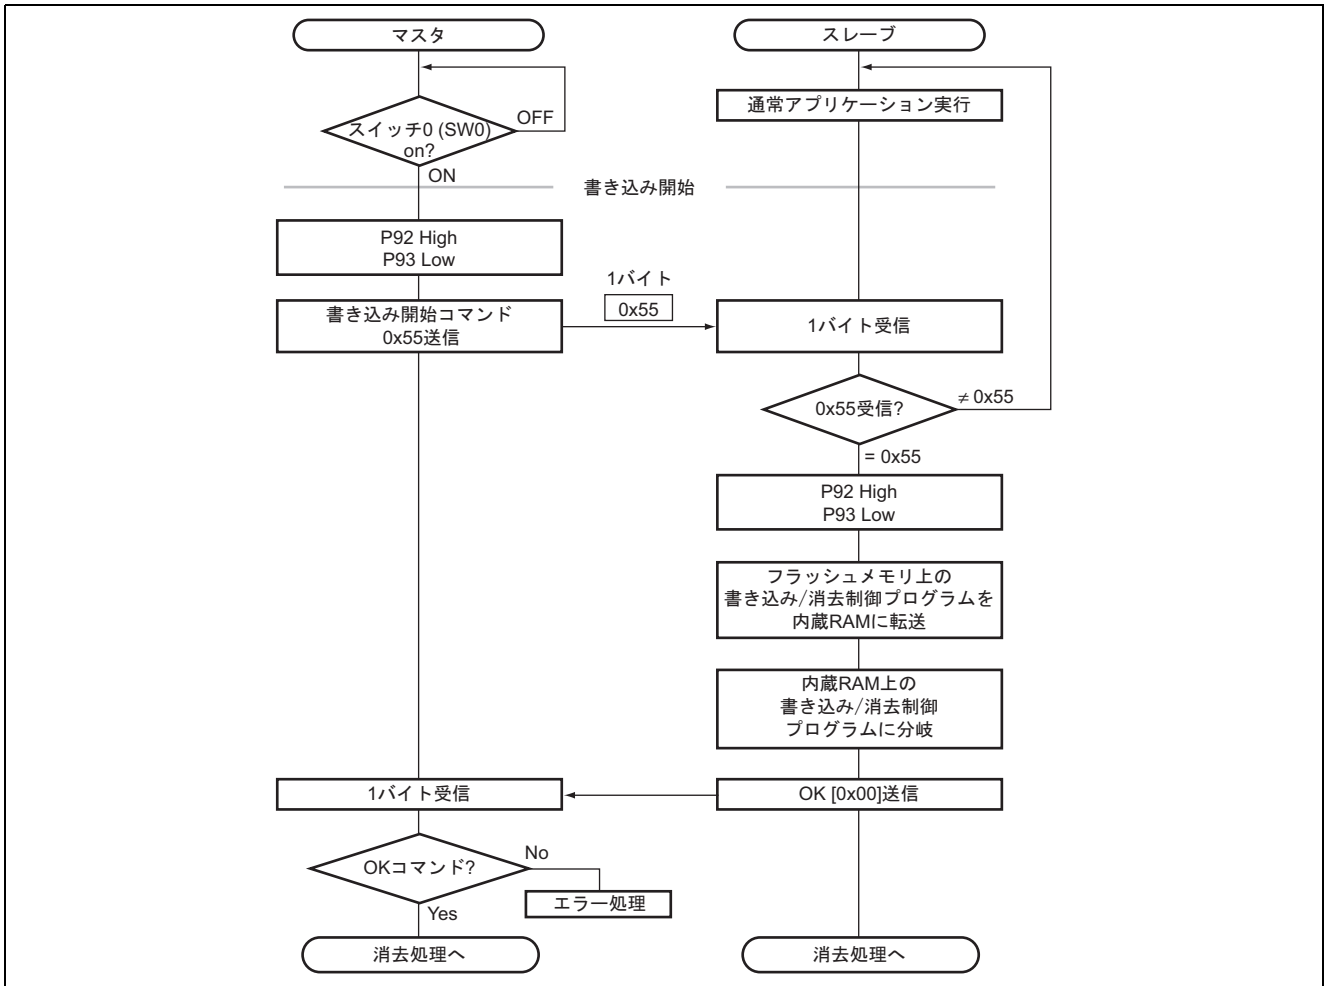 マスタ
スレーブ
通常アプリケーション実行
スイッチ0 (SW0)
on?
OFF
ON
書き込み開始
P92 High
P93 Low
1バイト
0x55
書き込み開始コマンド
0x55送信
1バイト受信
0x55受信?
≠ 0x55
= 0x55
P92 High
P93 Low
フラッシュメモリ上の
書き込み/消去制御プログラムを
内蔵RAMに転送
内蔵RAM上の
書き込み/消去制御
プログラムに分岐
1バイト受信
OK [0x00]送信
OKコマンド?
No
エラー処理
Yes
消去処理へ
消去処理へ